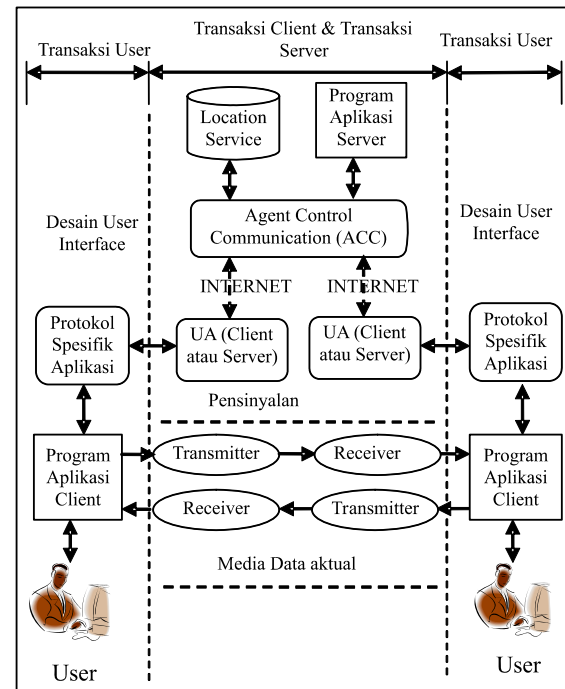 Transaksi User
Transaksi Client & Transaksi
Server
Transaksi User
Location
Service
Program
Aplikasi
Server
Desain User
Interface
Agent Control
Communication (ACC)
Desain User
Interface
INTERNET
INTERNET
Protokol
Spesifik
Aplikasi
UA (Client
atau Server)
UA (Client
atau Server)
Protokol
Spesifik
Aplikasi
Pensinyalan
Program
Aplikasi
Client
Transmitter
Receiver
Receiver
Transmitter
Program
Aplikasi
Client
Media Data aktual
User
User